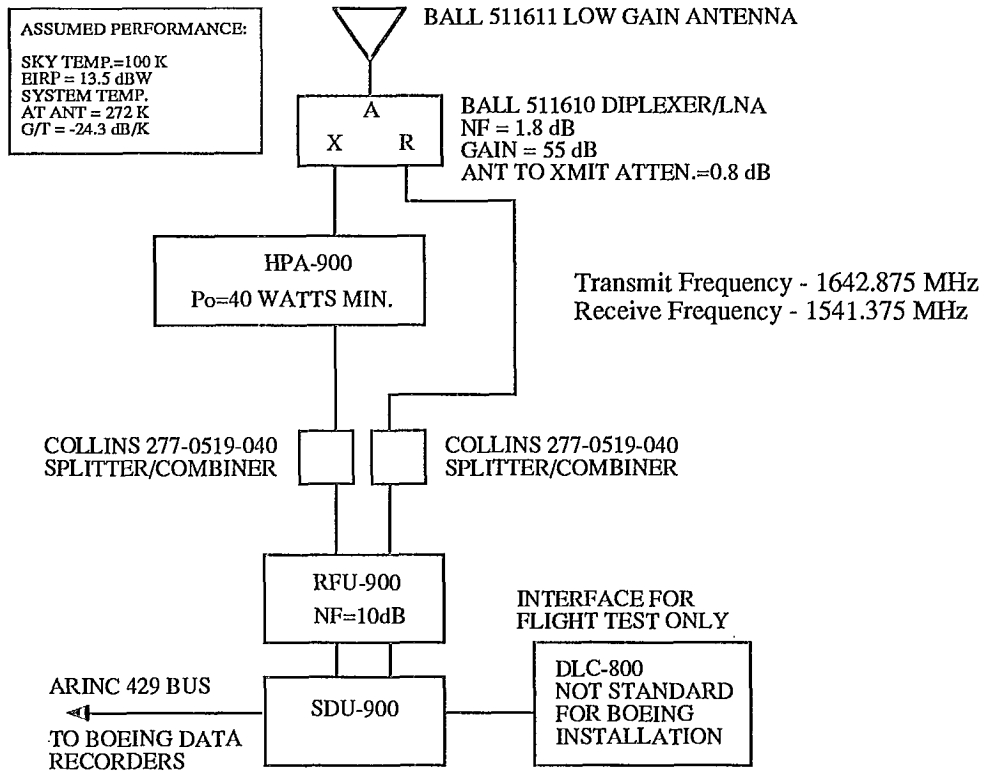 ASSUMED PERFORMANCE:
SKY TEMP.=100 K
EIRP = 13.5 dBW
SYSTEM TEMP.
AT ANT = 272 K
G/T = -24.3 dB/K
BALL 511611 LOW GAIN ANTENNA
A
X R
BALL 511610 DIPLEXER/LNA
NF = 1.8 dB
GAIN = 55 dB
ANT TO XMIT ATTEN.=0.8 dB
HPA-900
Po=40 WATTS MIN.
Transmit Frequency - 1642.875 MHz
Receive Frequency - 1541.375 MHz
COLLINS 277-0519-040
SPLITTER/COMBINER
COLLINS 277-0519-040
SPLITTER/COMBINER
RFU-900
NF=10dB
INTERFACE FOR
FLIGHT TEST ONLY
DLC-800
NOT STANDARD
FOR BOEING
INSTALLATION
SDU-900
ARINC 429 BUS
TO BOEING DATA
RECORDERS